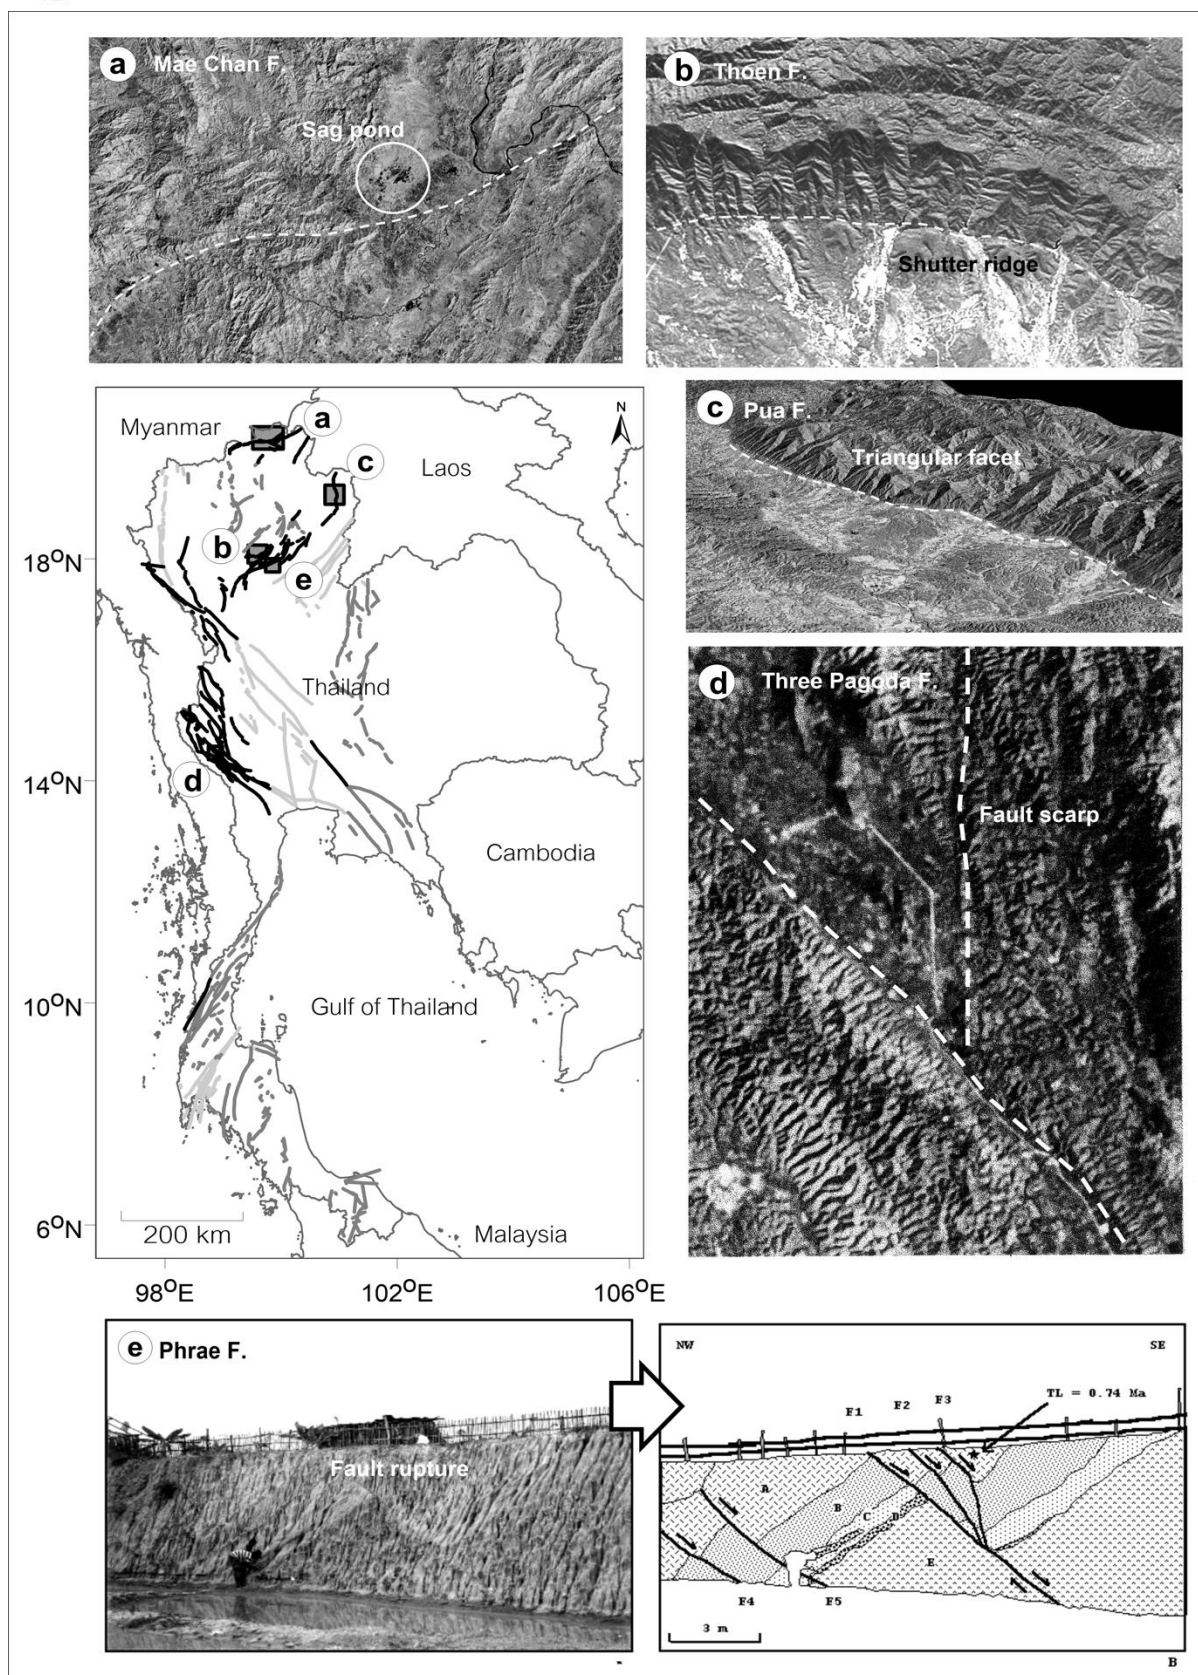 a Mae Chan F.
Sag pond
b Thoen F.
Shutter ridge
c Pua F.
Triangular facet
d Three Pagoda F.
Fault scarp
N
Myanmar
a
c
Laos
b
e
18°N
Thailand
d
14°N
Cambodia
10°N
Gulf of Thailand
200 km
6°N
Malaysia
98°E
102°E
106°E
e Phrae F.
Fault rupture
NW
SE
TL = 0.74 Ma
F1
F2
F3
A
B
C
D
E
F4
F5
3 m
B